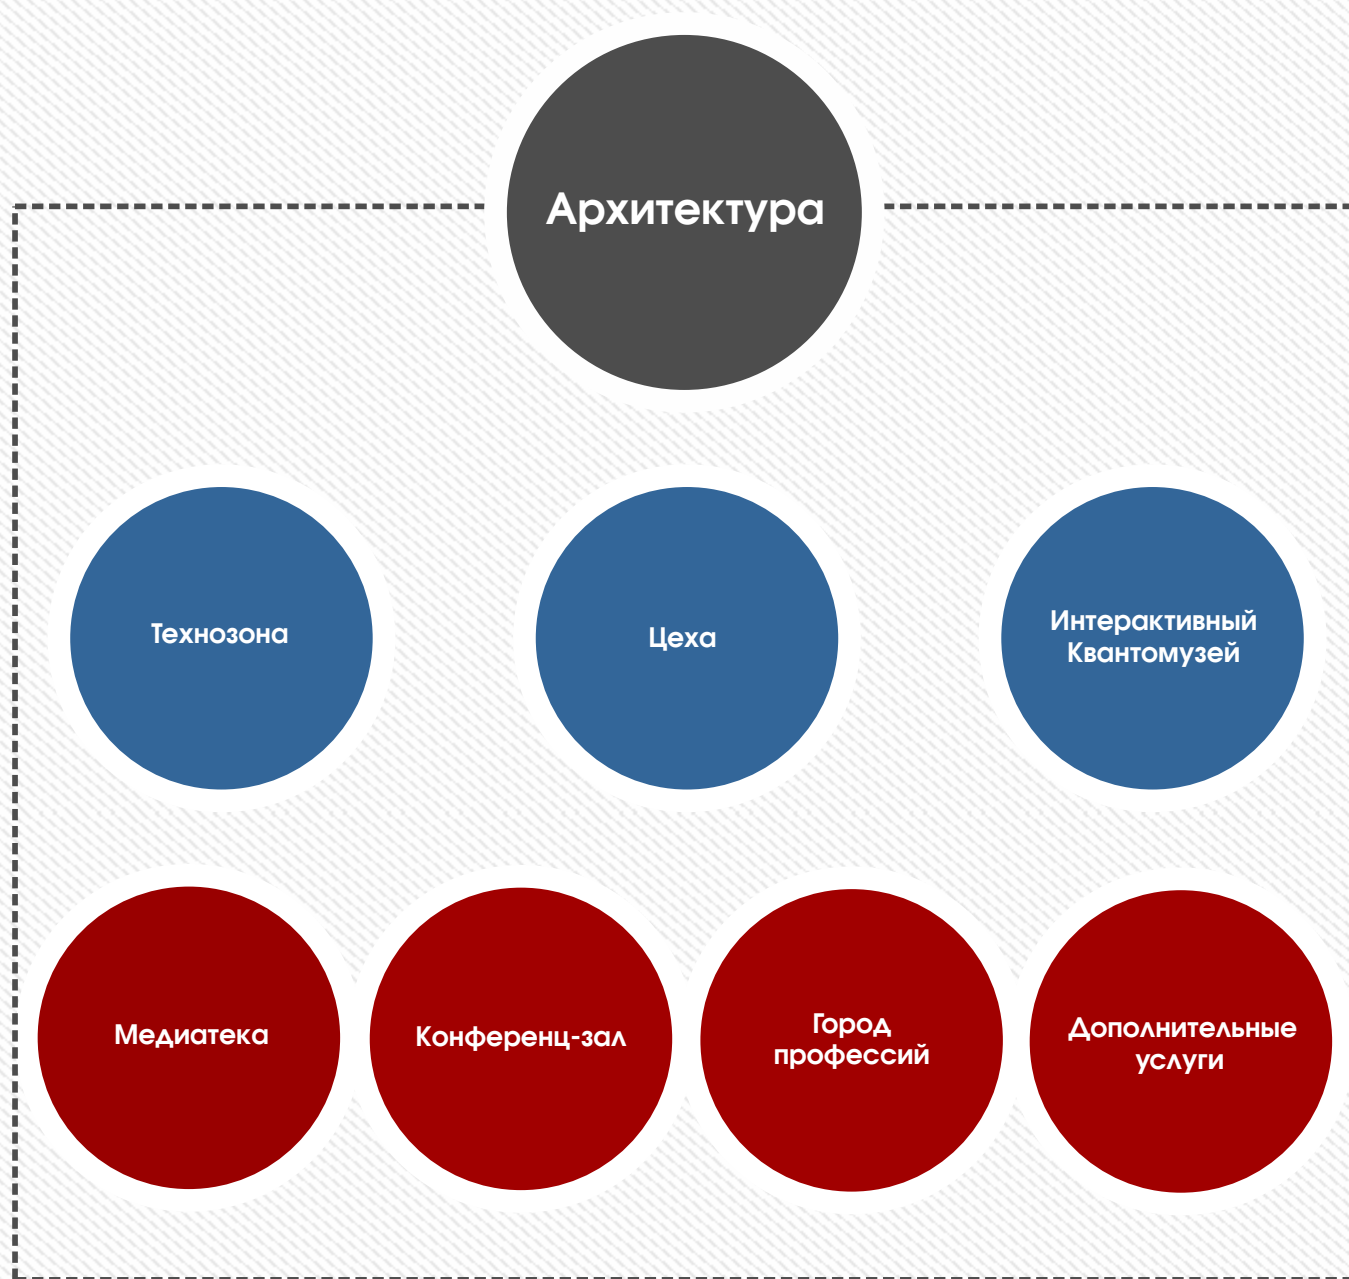 Архитектура
Технозона
Цеха
Интерактивный
Квантомузей
Медиатека
Конференц-зал
Город
профессий
Дополнительные
услуги